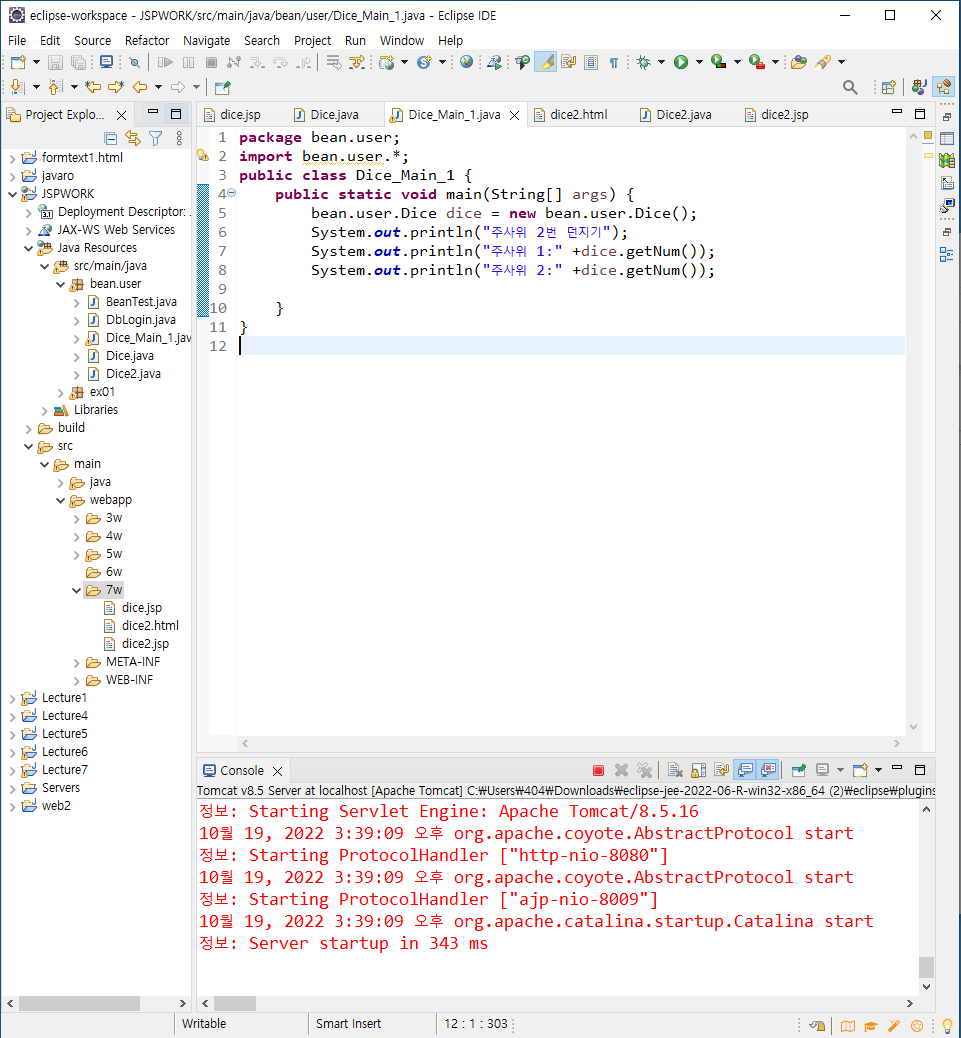 eclipse-workspace - JSPWORK/src/main/java/bean/user/Dice_Main_1.java - Eclipse IDE
File Edit Source Refactor Navigate Search Project Run Window Help
Project Explo...
dice.jsp Dice.java Dice_Main_1.java dice2.html Dice2.java dice2.jsp
formtext1.html
javaro
JSPWORK
Deployment Descriptor: .
JAX-WS Web Services
Java Resources
src/main/java
bean.user
BeanTest.java
DbLogin.java
Dice_Main_1.jav
Dice.java
Dice2.java
ex01
Libraries
build
src
main
java
webapp
3w
4w
5w
6w
7w
dice.jsp
dice2.html
dice2.jsp
META-INF
WEB-INF
Lecture1
Lecture4
Lecture5
Lecture6
Lecture7
Servers
web2
1 package bean.user;
2 import bean.user.*;
3 public class Dice_Main_1 {
4 public static void main(String[] args) {
5 bean.user.Dice dice = new bean.user.Dice();
6 System.out.println("주사위 2번 던지기");
7 System.out.println("주사위 1:" +dice.getNum());
8 System.out.println("주사위 2:" +dice.getNum());
9
10 }
11 }
12
Console
Tomcat v8.5 Server at localhost [Apache Tomcat] C:₩Users₩404₩Downloads₩eclipse-jee-2022-06-R-win32-x86_64 (2)₩eclipse₩plugins
정보: Starting Servlet Engine: Apache Tomcat/8.5.16
10월 19, 2022 3:39:09 오후 org.apache.coyote.AbstractProtocol start
정보: Starting ProtocolHandler ["http-nio-8080"]
10월 19, 2022 3:39:09 오후 org.apache.coyote.AbstractProtocol start
정보: Starting ProtocolHandler ["ajp-nio-8009"]
10월 19, 2022 3:39:09 오후 org.apache.catalina.startup.Catalina start
정보: Server startup in 343 ms
Writable Smart Insert 12 : 1 : 303